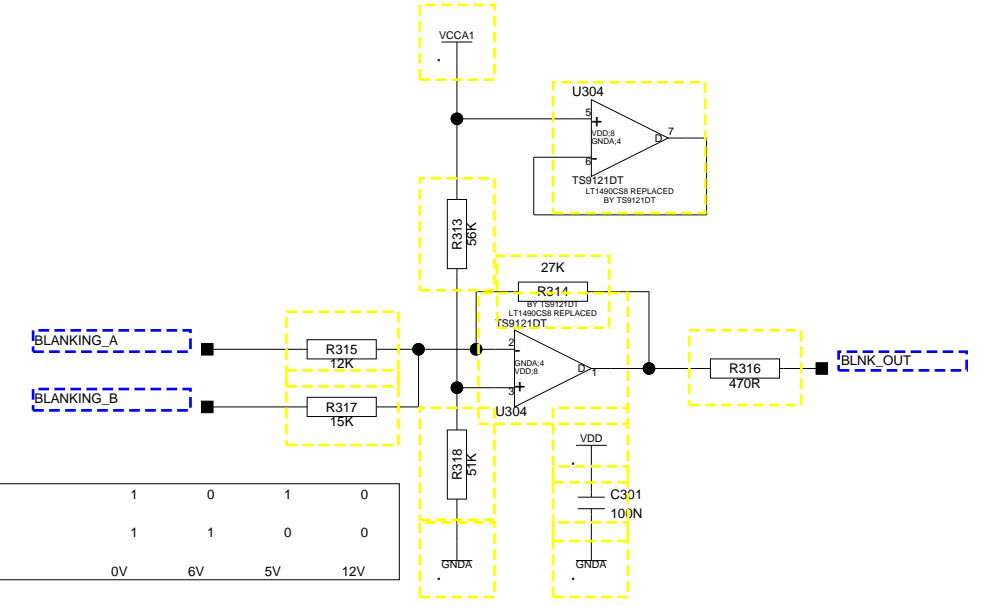 VCCA1
U304
5
+
VDD;8
GNDA;4
D
7
6
-
TS9121DT
LT1490CS8 REPLACED
BY TS9121DT
R313
56K
27K
R314
BY TS9121DT
LT1490CS8 REPLACED
TS9121DT
BLANKING_A
R315
12K
2
-
GNDA;4
VDD;8
D
1
+
3
U304
R316
470R
BLNK_OUT
BLANKING_B
R317
15K
R318
51K
VDD
C301
100N
GNDA
GNDA
1 0 1 0
1 1 0 0
0V 6V 5V 12V